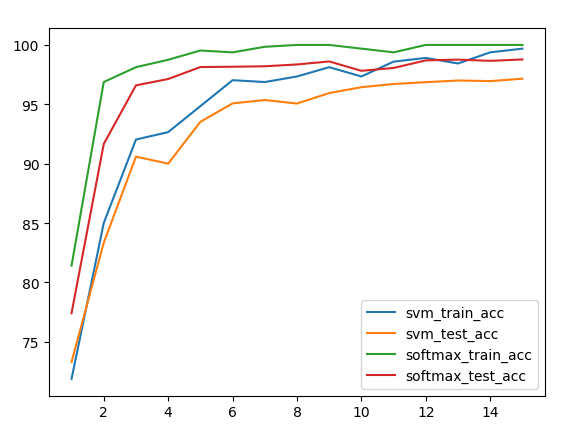 100
95
90
85
80
75
svm_train_acc
svm_test_acc
softmax_train_acc
softmax_test_acc
2 4 6 8 10 12 14